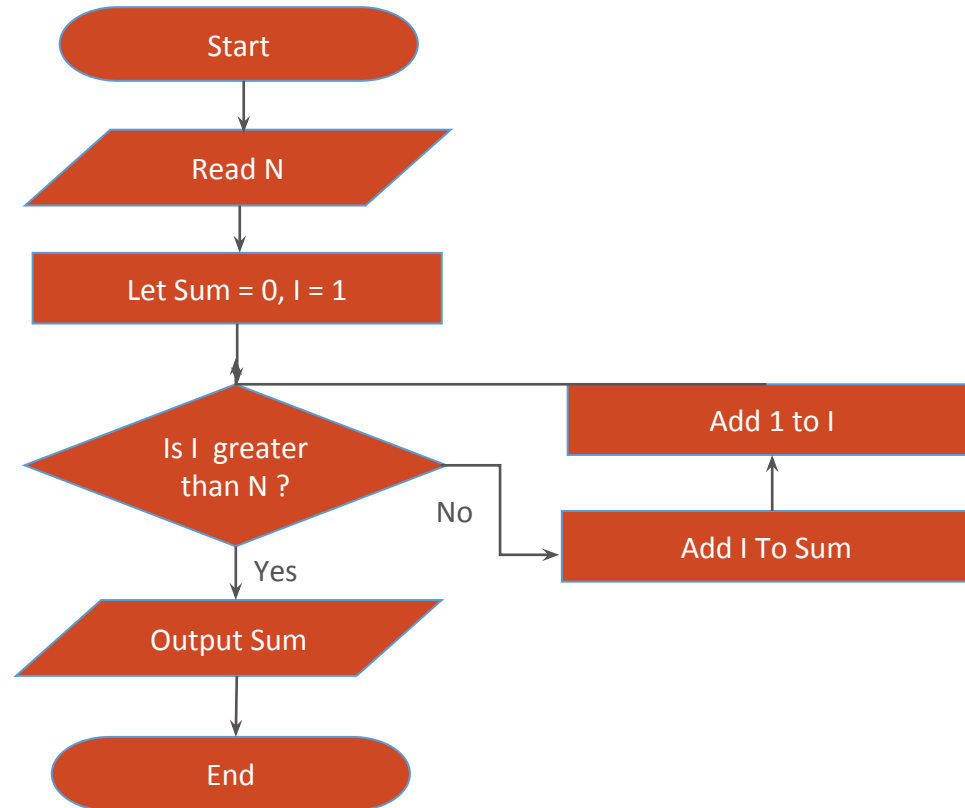 Start
Read N
Let Sum = 0, I = 1
Is I greater
than N ?
No
Yes
Add 1 to I
Add I To Sum
Output Sum
End